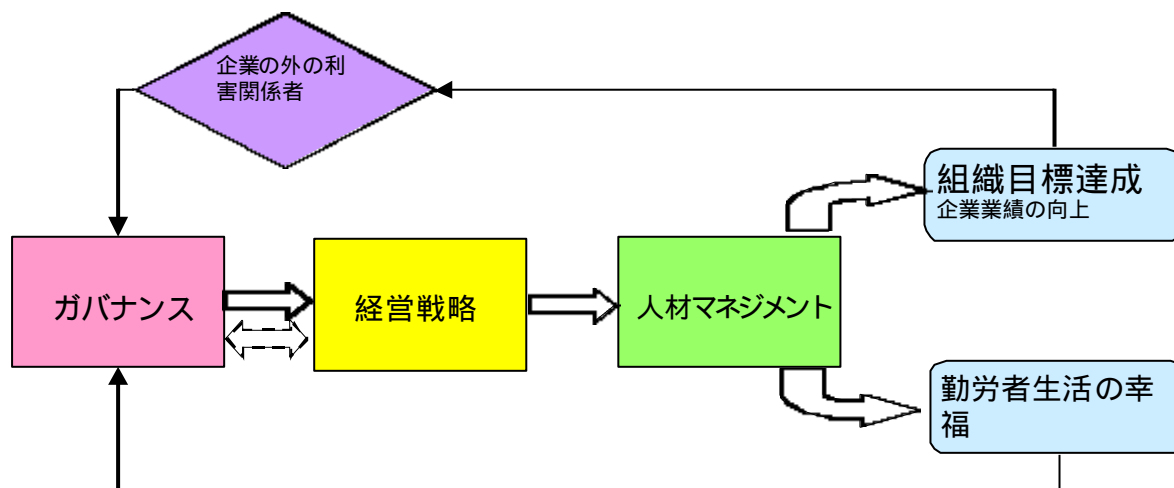 企業の外の利
害関係者
組織目標達成
企業業績の向上
ガバナンス
経営戦略
人材マネジメント
勤労者生活の幸
福